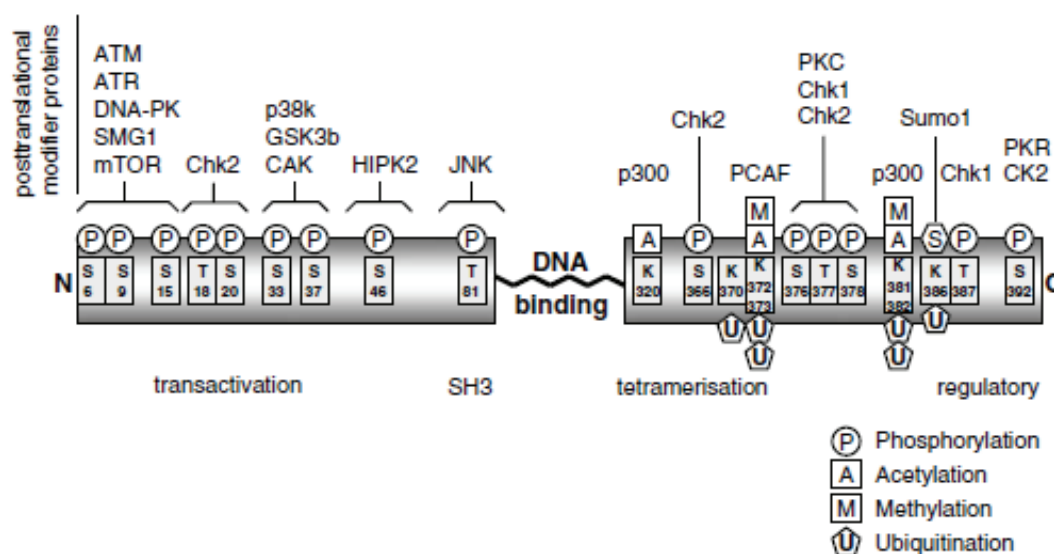 posttranslational
modifier proteins
ATM
ATR
DNA-PK
SMG1
mTOR
Chk2
p38k
GSK3b
CAK
HIPK2
JNK
p300
Chk2
PCAF
PKC
Chk1
Chk2
p300
Sumo1
Chk1
PKR
CK2
P P P P P P P P P A P M A P P P M A S P P
N
S 6
S 9
S 15
T 18
S 20
S 33
S 37
S 46
T 81
DNA
binding
K 320
S 366
K 370
K 372 373
S 376
T 377
S 378
K 381 382
K 386
T 387
S 392
C
U U U U U U
transactivation SH3 tetramerisation regulatory
P Phosphorylation
A Acetylation
M Methylation
U Ubiquitination